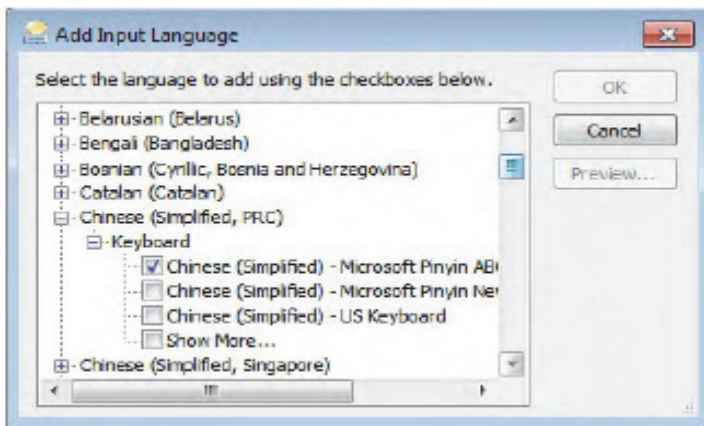 Add Input Language
Select the language to add using the checkboxes below.
OK
Belarusian (Belarus)
Cancel
Bengali (Bangladesh)
Bosnian (Cyrillic, Bosnia and Herzegovina)
Preview...
Catalan (Catalan)
Chinese (Simplified, PRC)
Keyboard
Chinese (Simplified) - Microsoft Pinyin AB
Chinese (Simplified) - Microsoft Pinyin Ne
Chinese (Simplified) - US Keyboard
Show More...
Chinese (Simplified, Singapore)